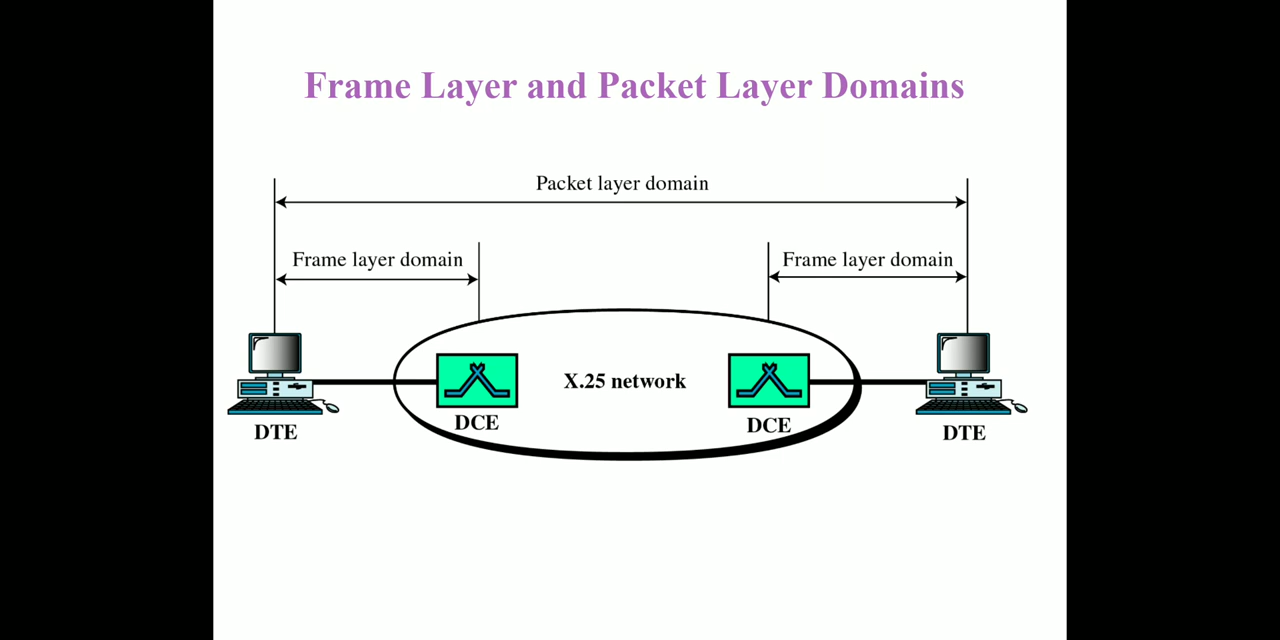 Frame Layer and Packet Layer Domains
Packet layer domain
Frame layer domain
Frame layer domain
X.25 network
DCE
DCE
DTE
DTE